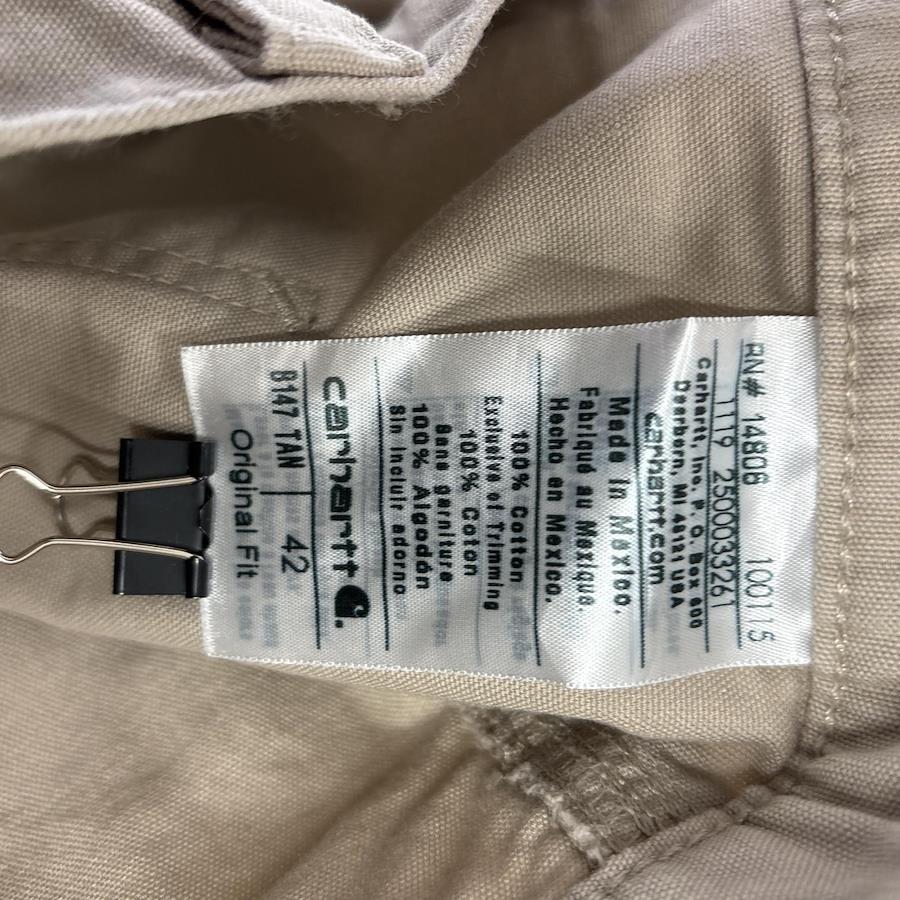 B147 TAN 42
Original Fit
carhartt
100% Cotton
Exclusive of Trimming
100% Coton
Sans garniture
100% Algodón
Sin incluir adorno
Made in Mexico.
Fabriqué au Mexique
Hecho en Mexico.
carhartt.com
Carhartt, Inc. P. O. Box 600
Dearborn, MI 48121 USA
1119 2500033261
RN# 14806 100115